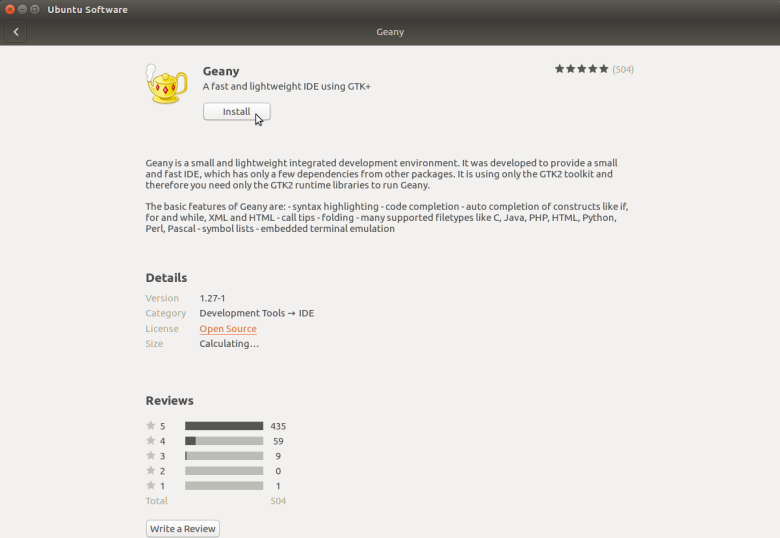 Ubuntu Software
Geany
Geany
(504)
A fast and lightweight IDE using GTK+
Install
Geany is a small and lightweight integrated development environment. It was developed to provide a small
and fast IDE, which has only a few dependencies from other packages. It is using only the GTK2 toolkit and
therefore you need only the GTK2 runtime libraries to run Geany.
The basic features of Geany are: - syntax highlighting - code completion - auto completion of constructs like if,
for and while, XML and HTML - call tips - folding - many supported filetypes like C, Java, PHP, HTML, Python,
Perl, Pascal - symbol lists - embedded terminal emulation
Details
Version 1.27-1
Category Development Tools → IDE
License Open Source
Size Calculating…
Reviews
5 435
4 59
3 9
2 0
1 1
Total 504
Write a Review